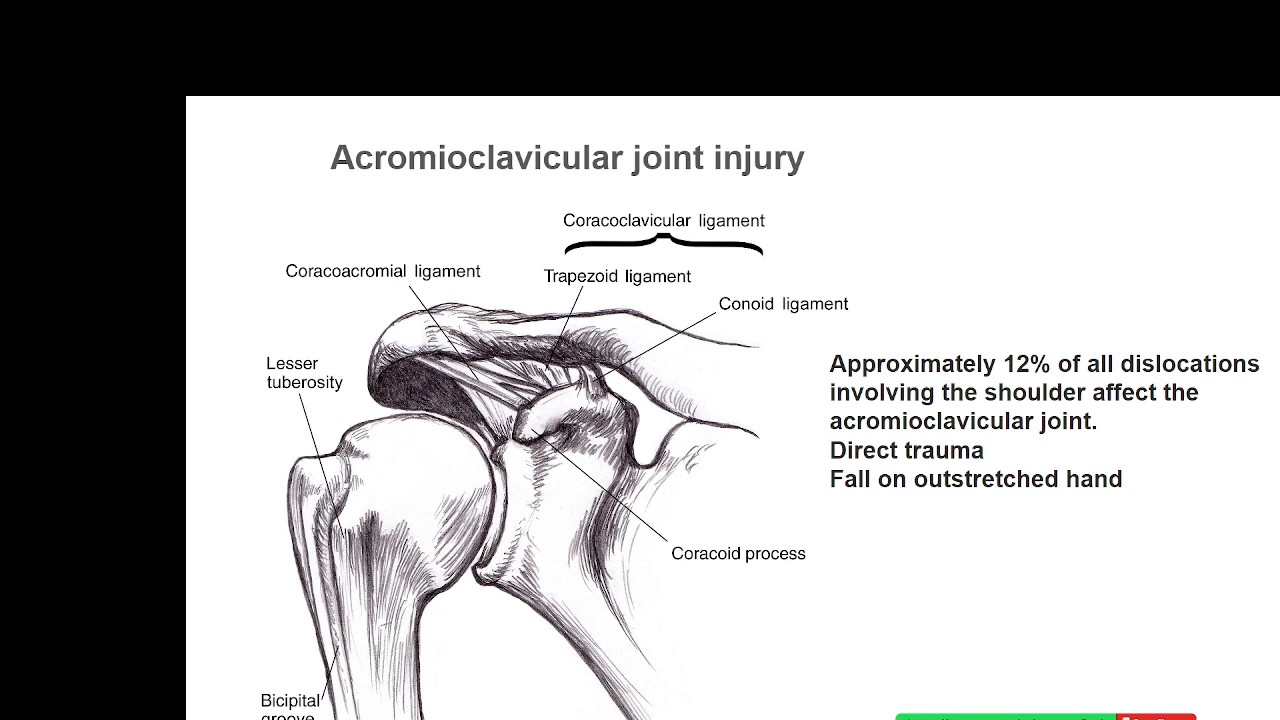 Acromioclavicular joint injury
Coracoclavicular ligament
Coracoacromial ligament
Trapezoid ligament
Conoid ligament
Lesser
tuberosity
Approximately 12% of all dislocations
involving the shoulder affect the
acromioclavicular joint.
Direct trauma
Fall on outstretched hand
Coracoid process
Bicipital
groove